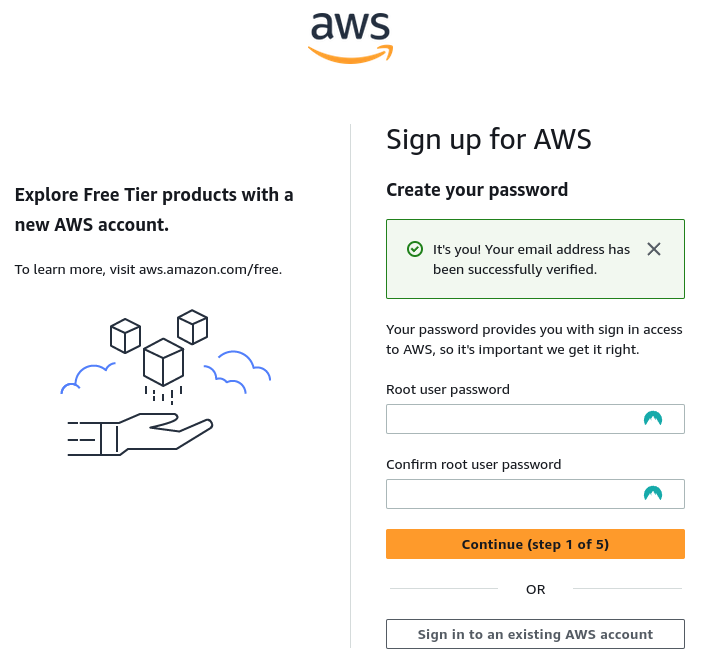 aws
Explore Free Tier products with a
new AWS account.
To learn more, visit aws.amazon.com/free.
Sign up for AWS
Create your password
It's you! Your email address has
been successfully verified.
Your password provides you with sign in access
to AWS, so it's important we get it right.
Root user password
Confirm root user password
Continue (step 1 of 5)
OR
Sign in to an existing AWS account